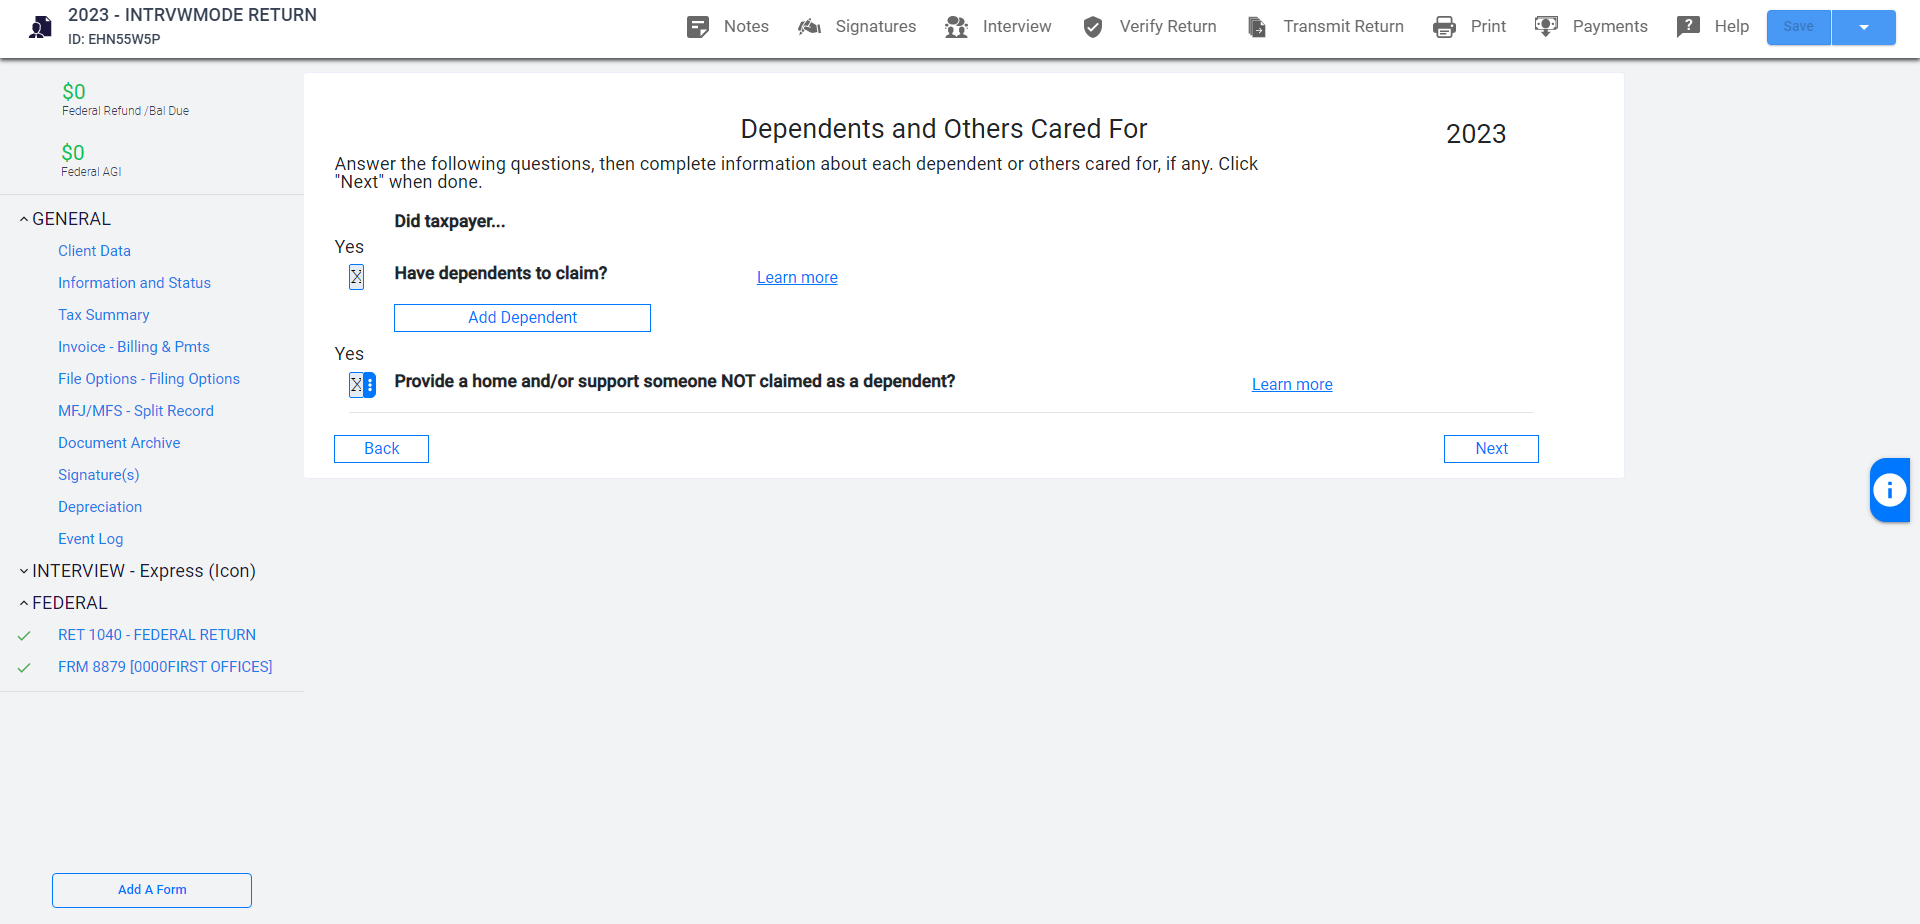 2023 - INTRVWMODE RETURN
ID: EHN55W5P
Notes
Signatures
Interview
Verify Return
Transmit Return
Print
Payments
Help
Save
$0
Federal Refund /Bal Due
$0
Federal AGI
GENERAL
Client Data
Information and Status
Tax Summary
Invoice - Billing & Pmts
File Options - Filing Options
MFJ/MFS - Split Record
Document Archive
Signature(s)
Depreciation
Event Log
INTERVIEW - Express (Icon)
FEDERAL
RET 1040 - FEDERAL RETURN
FRM 8879 [0000FIRST OFFICES]
Add A Form
Dependents and Others Cared For
2023
Answer the following questions, then complete information about each dependent or others cared for, if any. Click
"Next" when done.
Did taxpayer...
Yes
X Have dependents to claim? Learn more
Add Dependent
Yes
X Provide a home and/or support someone NOT claimed as a dependent? Learn more
Back
Next